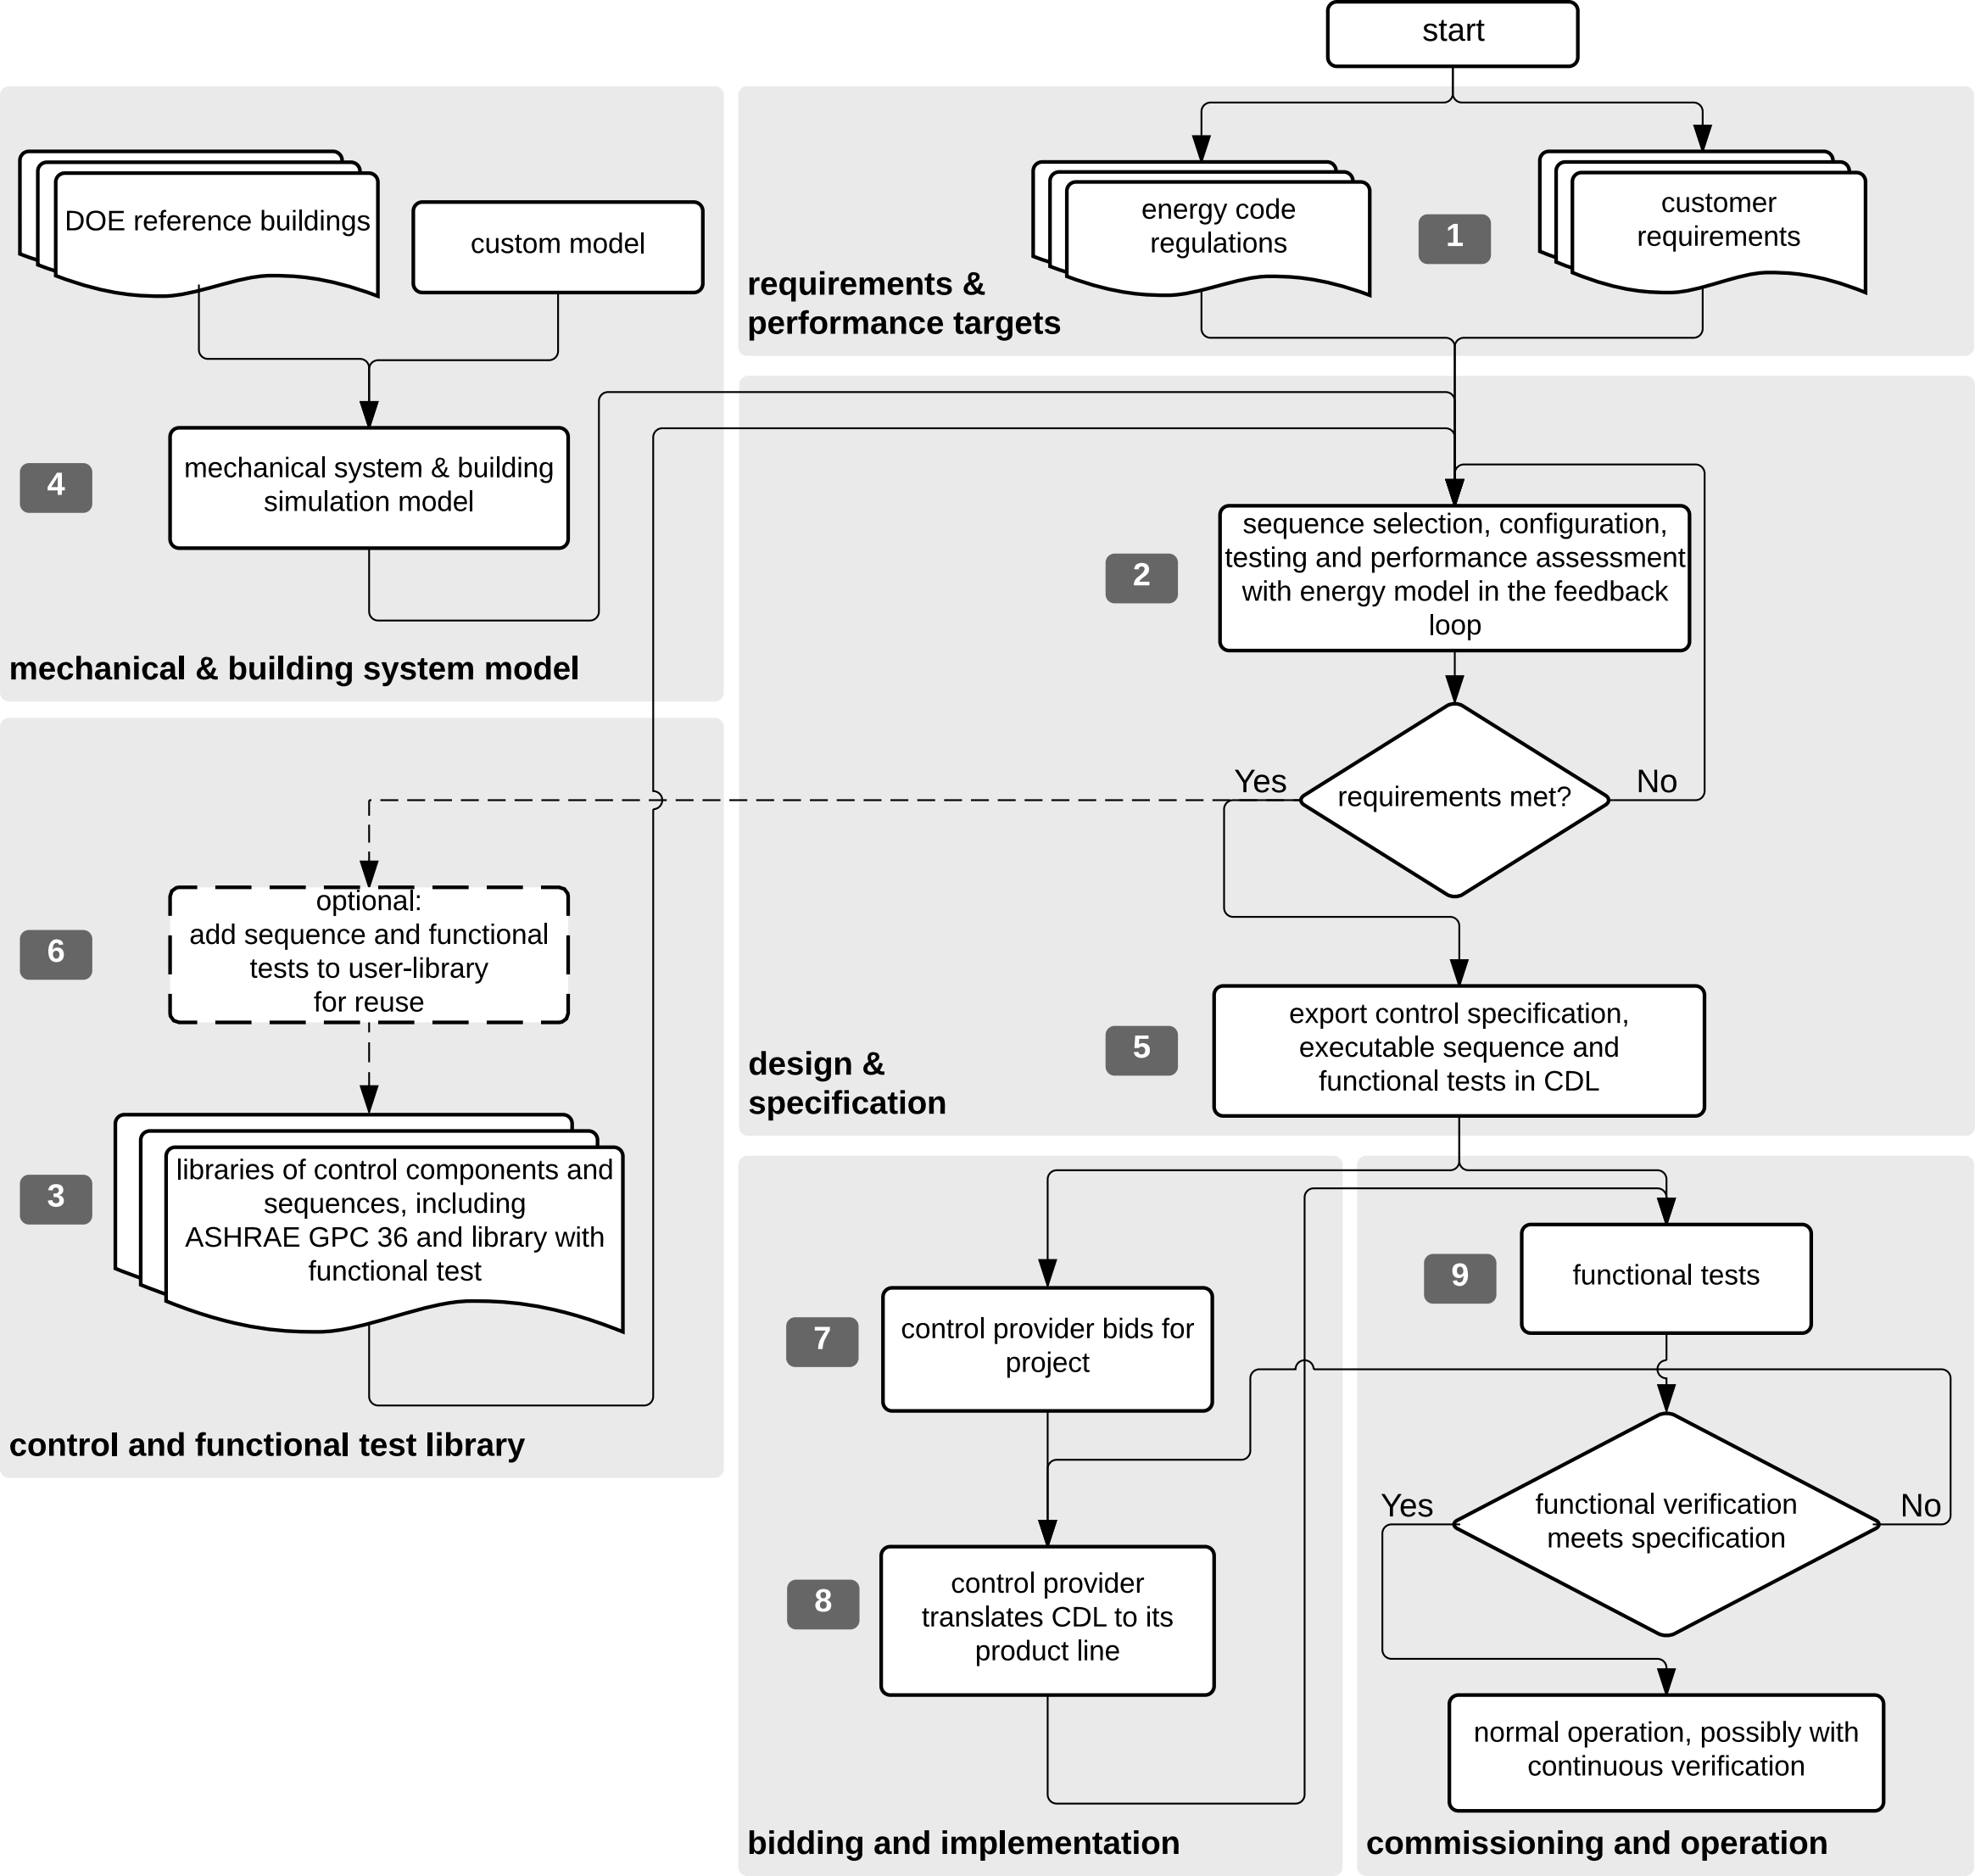 start
DOE reference buildings
custom model
mechanical system & building
simulation model
4
mechanical & building system model
energy code
regulations
1
customer
requirements
requirements &
performance targets
2
sequence selection, configuration,
testing and performance assessment
with energy model in the feedback
loop
Yes
requirements met?
No
5
export control specification,
executable sequence and
functional tests in CDL
design &
specification
6
optional:
add sequence and functional
tests to user-library
for reuse
3
libraries of control components and
sequences, including
ASHRAE GPC 36 and library with
functional test
control and functional test library
7
control provider bids for
project
8
control provider
translates CDL to its
product line
bidding and implementation
9
functional tests
Yes
functional verification
meets specification
No
normal operation, possibly with
continuous verification
commissioning and operation